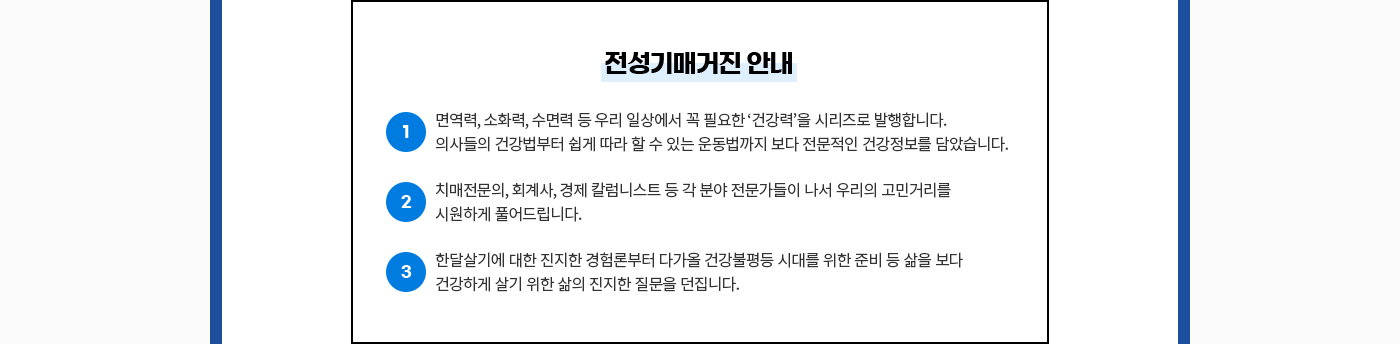 전성기매거진 안내
1
면역력, 소화력, 수면력 등 우리 일상에서 꼭 필요한 ‘건강력’을 시리즈로 발행합니다.
의사들의 건강법부터 쉽게 따라 할 수 있는 운동법까지 보다 전문적인 건강정보를 담았습니다.
2
치매전문의, 회계사, 경제 칼럼니스트 등 각 분야 전문가들이 나서 우리의 고민거리를
시원하게 풀어드립니다.
3
한달살기에 대한 진지한 경험론부터 다가올 건강불평등 시대를 위한 준비 등 삶을 보다
건강하게 살기 위한 삶의 진지한 질문을 던집니다.